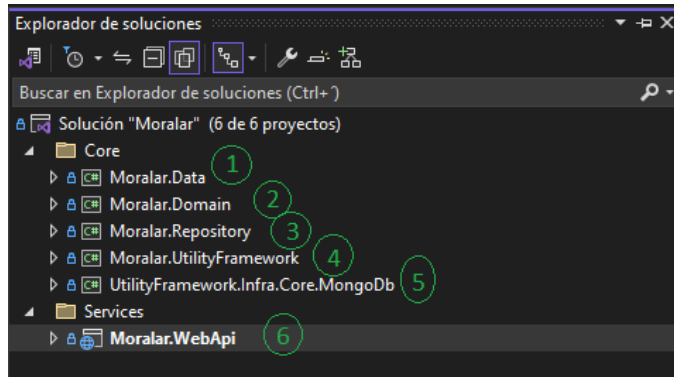 Explorador de soluciones
Buscar en Explorador de soluciones (Ctrl+´)
Solución "Moralar" (6 de 6 proyectos)
Core
Moralar.Data 1
Moralar.Domain 2
Moralar.Repository 3
Moralar.UtilityFramework 4
UtilityFramework.Infra.Core.MongoDb 5
Services
Moralar.WebApi 6